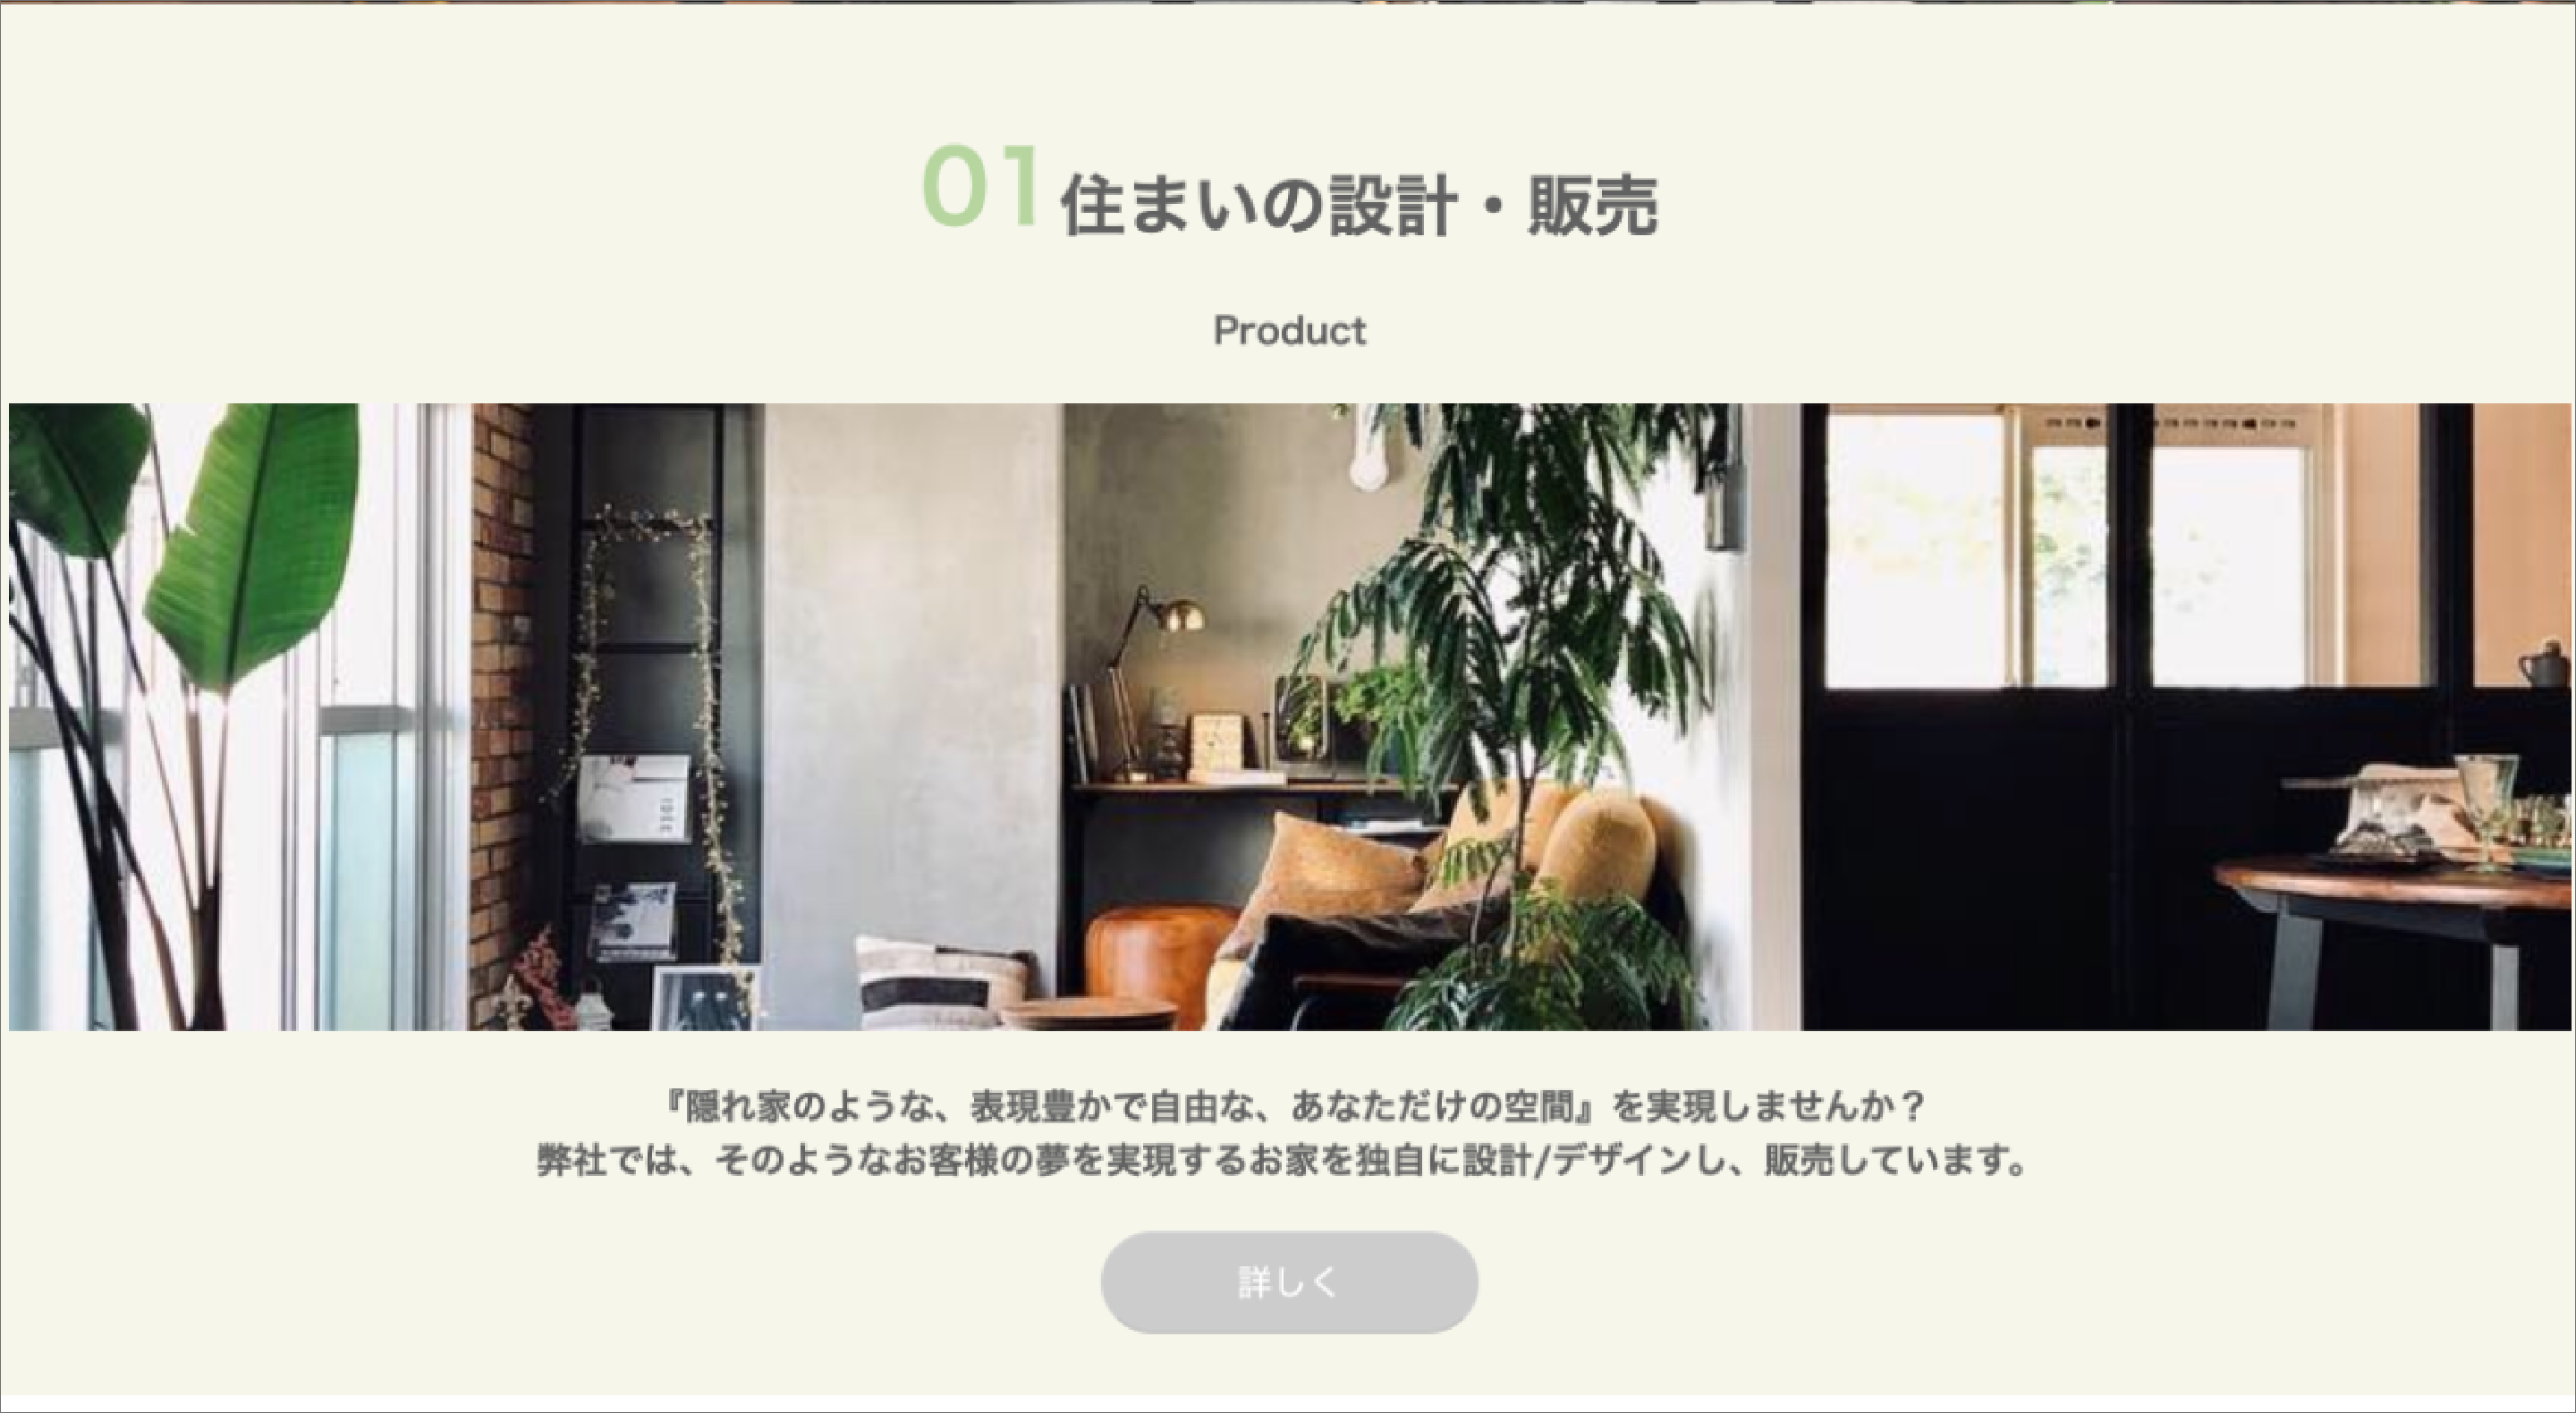 01 住まいの設計・販売
Product
IDÉE
『隠れ家のような、表現豊かで自由な、あなただけの空間』を実現しませんか？
弊社では、そのようなお客様の夢を実現するお家を独自に設計/デザインし、販売しています。
詳しく